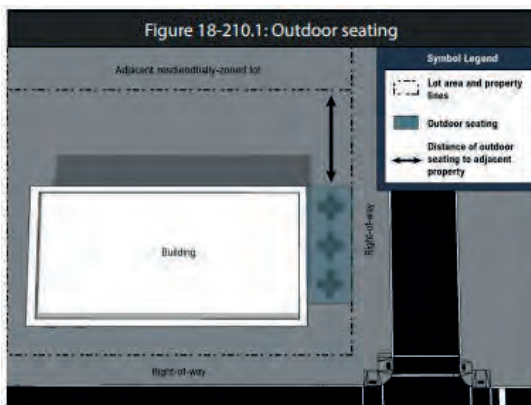 Figure 18-210.1: Outdoor seating
Adjacent residentially-zoned lot
Symbol Legend
Lot area and property
lines
Outdoor seating
Distance of outdoor
seating to adjacent
property
Building
Right-of-way
Right-of-way